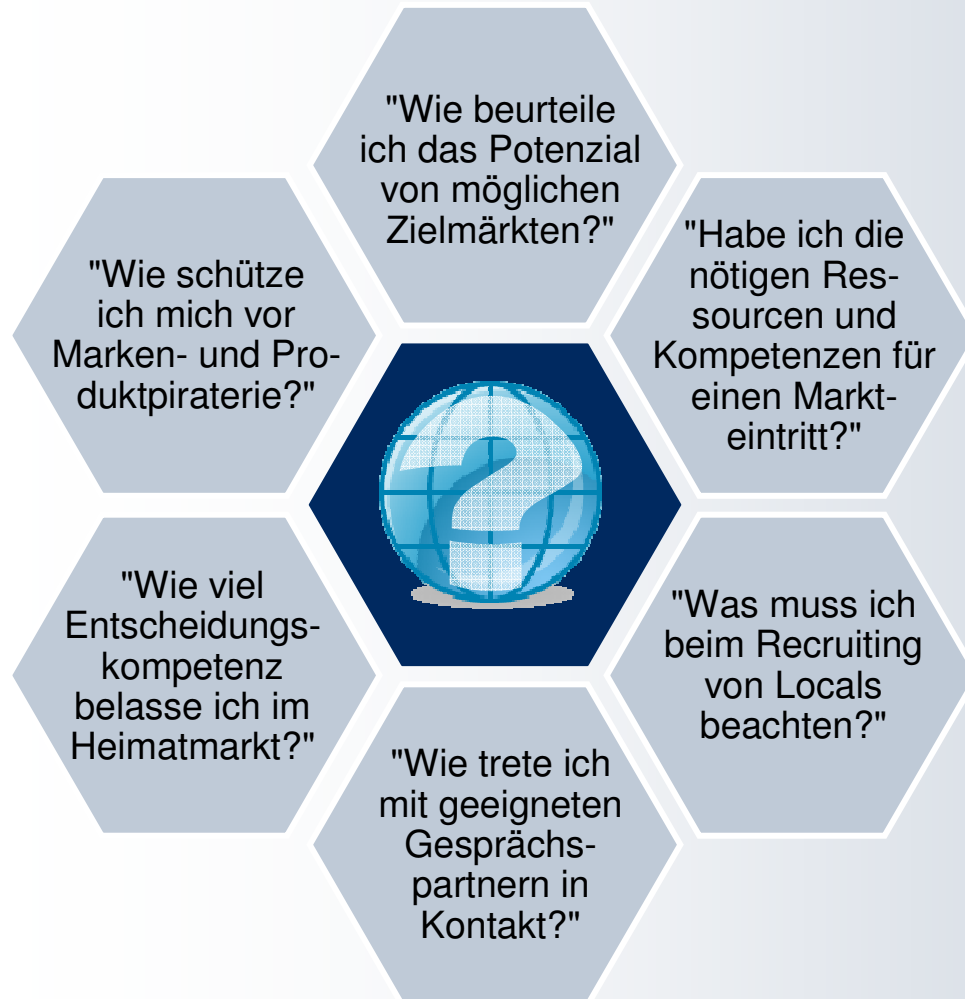 "Wie beurteile
ich das Potenzial
von möglichen
Zielmärkten?"
"Habe ich die
nötigen Res-
sourcen und
Kompetenzen für
einen Markt-
eintritt?"
"Was muss ich
beim Recruiting
von Locals
beachten?"
"Wie trete ich
mit geeigneten
Gesprächs-
partnern in
Kontakt?"
"Wie viel
Entscheidungs-
kompetenz
belasse ich im
Heimatmarkt?"
"Wie schütze
ich mich vor
Marken- und Pro-
duktpiraterie?"
?